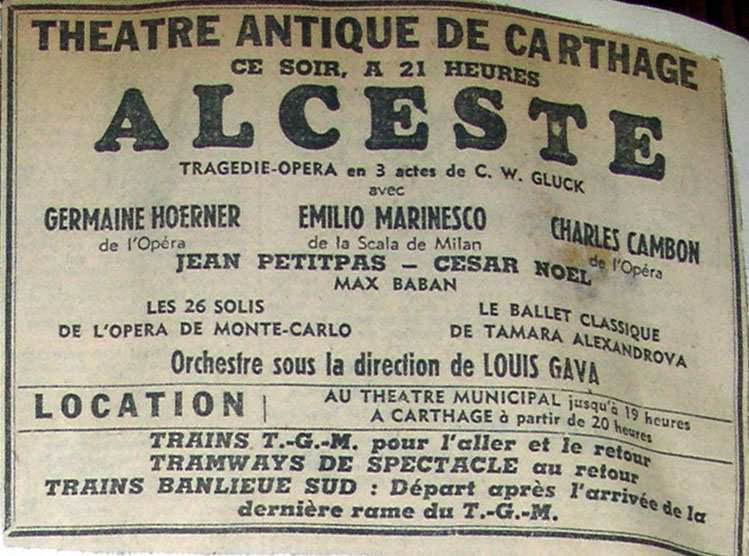 THEATRE ANTIQUE DE CARTHAGE
CE SOIR, A 21 HEURES
ALCESTE
TRAGEDIE-OPERA en 3 actes de C. W. GLUCK
avec
GERMAINE HOERNER EMILIO MARINESCO CHARLES CAMBON
de l'Opéra de la Scala de Milan de l'Opéra
JEAN PETITPAS – CESAR NOEL
MAX BABAN
LES 26 SOLIS LE BALLET CLASSIQUE
DE L'OPERA DE MONTE-CARLO DE TAMARA ALEXANDROVA
Orchestre sous la direction de LOUIS GAVA
LOCATION | AU THEATRE MUNICIPAL jusqu'à 19 heures
A CARTHAGE à partir de 20 heures
TRAINS T.-G.-M. pour l'aller et le retour
TRAMWAYS DE SPECTACLE au retour
TRAINS BANLIEUE SUD : Départ après l'arrivée de la
dernière rame du T.-G.-M.